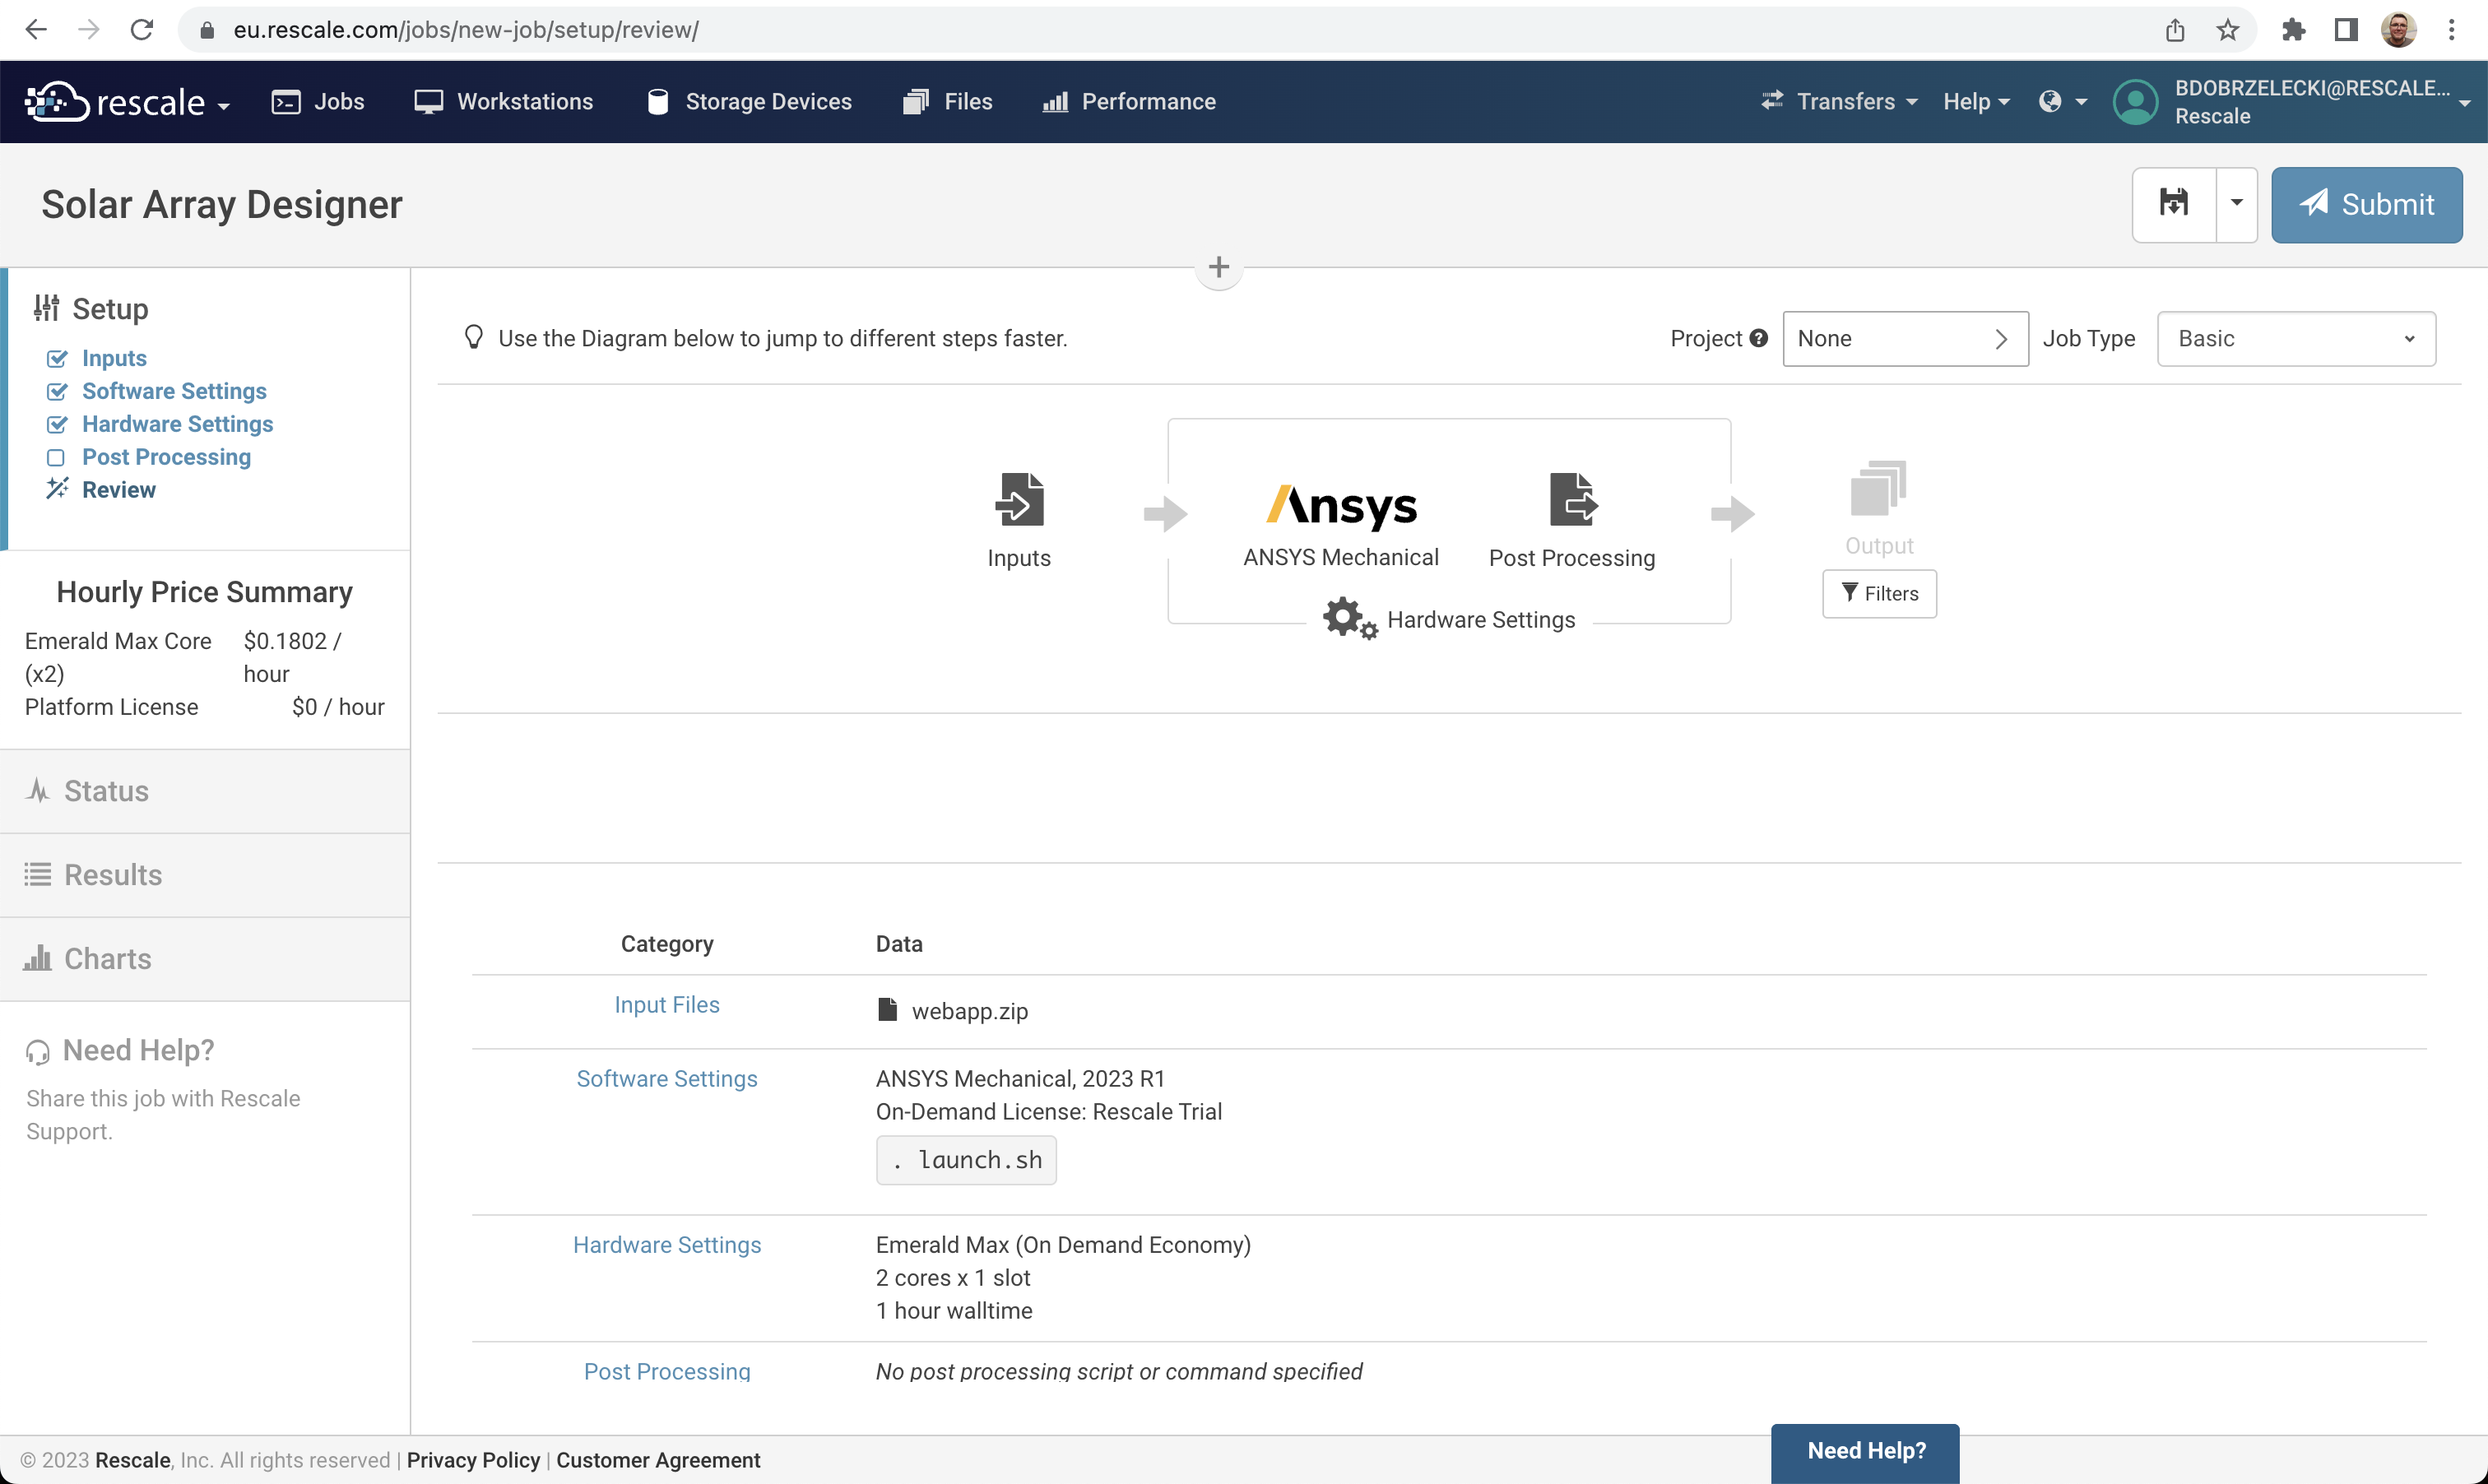 eu.rescale.com/jobs/new-job/setup/review/
rescale Jobs Workstations Storage Devices Files Performance Transfers Help BDOBRZELECKI@RESCALE...
Rescale
Solar Array Designer
Submit
Setup
Inputs
Software Settings
Hardware Settings
Post Processing
Review
Hourly Price Summary
Emerald Max Core (x2) $0.1802 / hour
Platform License $0 / hour
Status
Results
Charts
Need Help?
Share this job with Rescale
Support.
Use the Diagram below to jump to different steps faster.
Project None Job Type Basic
Inputs
Ansys
ANSYS Mechanical
Post Processing
Hardware Settings
Output
Filters
Category Data
Input Files webapp.zip
Software Settings ANSYS Mechanical, 2023 R1
On-Demand License: Rescale Trial
. launch.sh
Hardware Settings Emerald Max (On Demand Economy)
2 cores x 1 slot
1 hour walltime
Post Processing No post processing script or command specified
© 2023 Rescale, Inc. All rights reserved | Privacy Policy | Customer Agreement
Need Help?